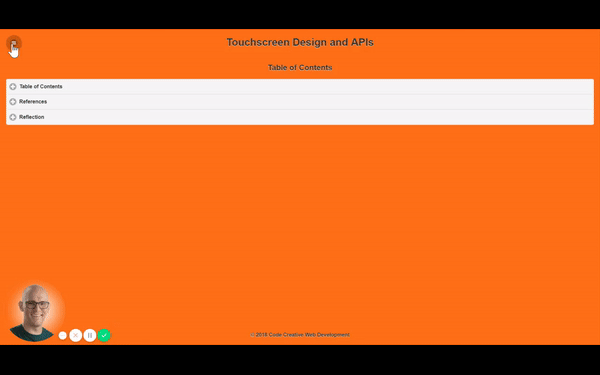 Touchscreen Design and APIs
Table of Contents
Table of Contents
References
Reflection
© 2018 Code Creative Web Development